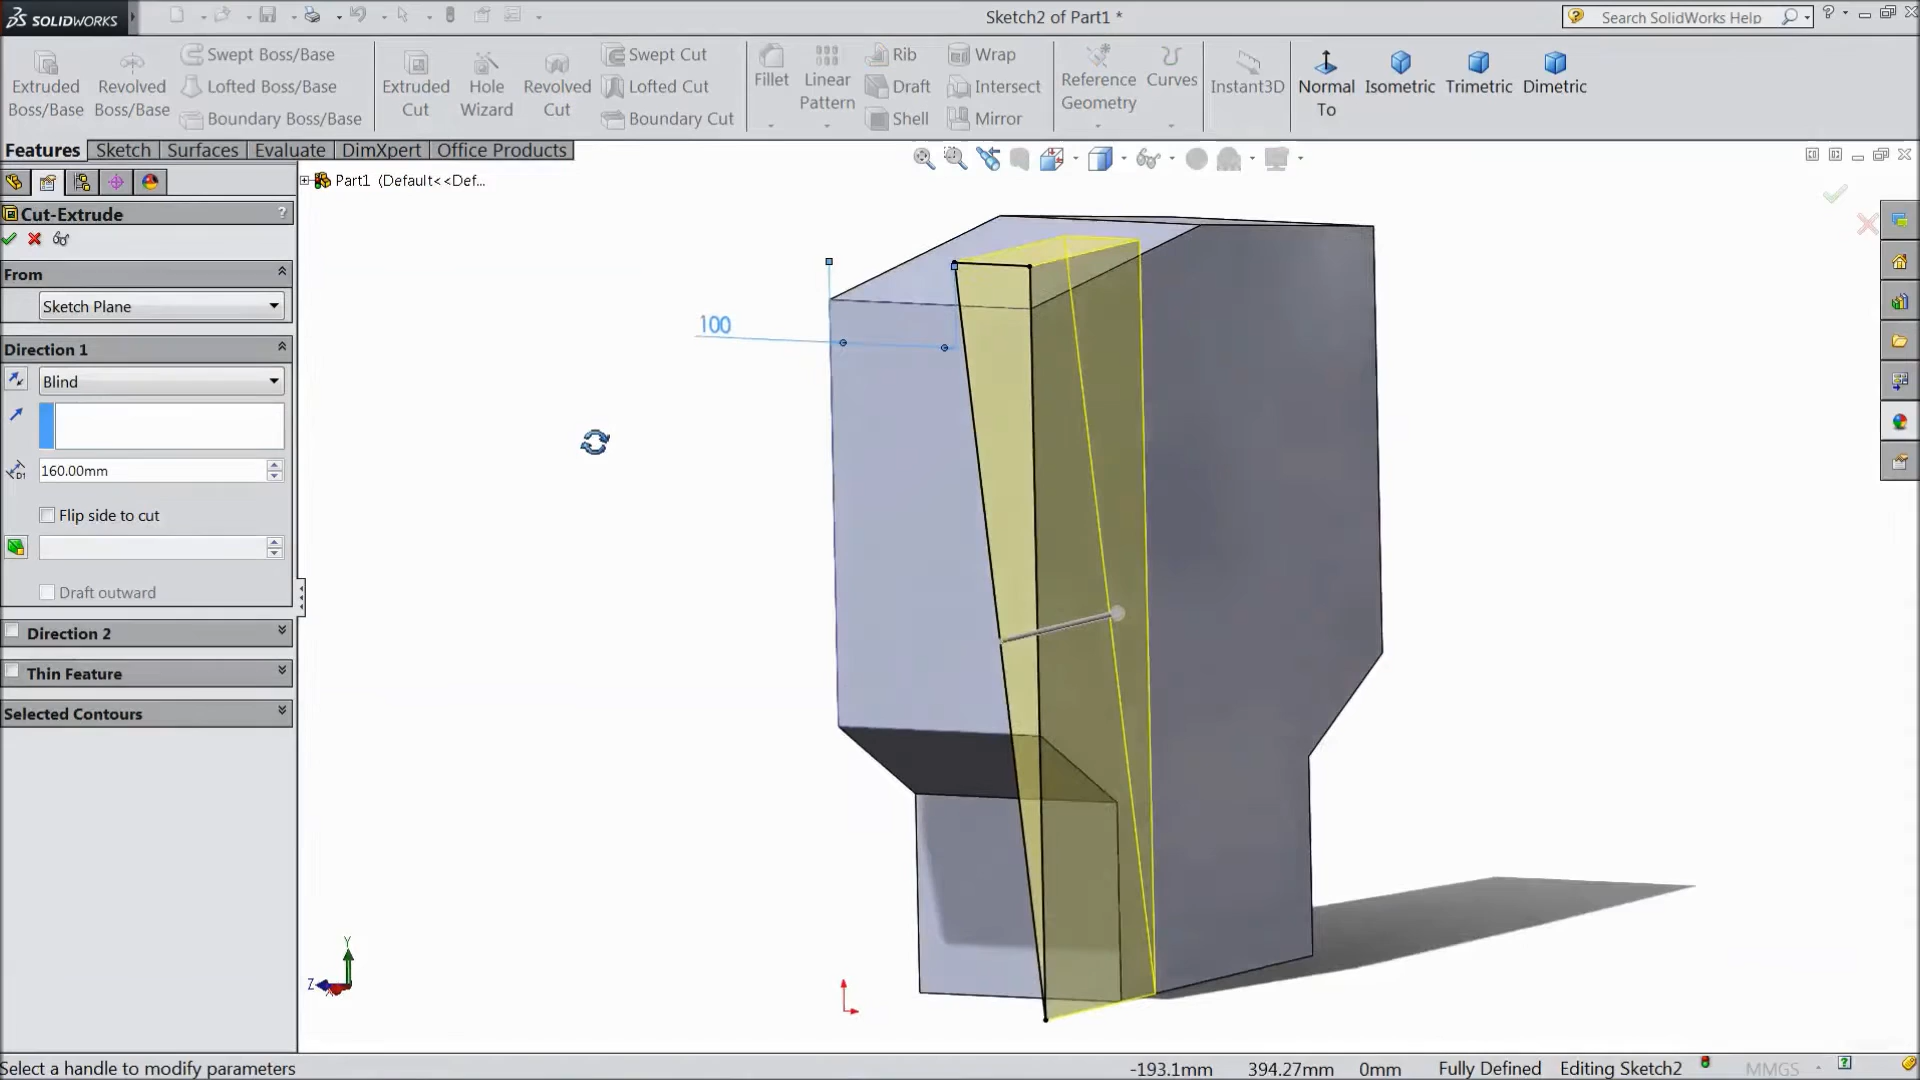 SOLIDWORKS
Sketch2 of Part1 *
Search SolidWorks Help
Extruded Boss/Base
Revolved Boss/Base
Swept Boss/Base
Lofted Boss/Base
Boundary Boss/Base
Extruded Cut
Hole Wizard
Revolved Cut
Swept Cut
Lofted Cut
Boundary Cut
Fillet
Linear Pattern
Rib
Draft
Shell
Wrap
Intersect
Mirror
Reference Geometry
Curves
Instant3D
Normal To
Isometric
Trimetric
Dimetric
Features
Sketch
Surfaces
Evaluate
DimXpert
Office Products
Part1 (Default<<Def...
Cut-Extrude
?
From
Sketch Plane
Direction 1
Blind
D1
160.00mm
Flip side to cut
Draft outward
Direction 2
Thin Feature
Selected Contours
100
Y
Z
X
Select a handle to modify parameters
-193.1mm
394.27mm
0mm
Fully Defined
Editing Sketch2
MMGS
?